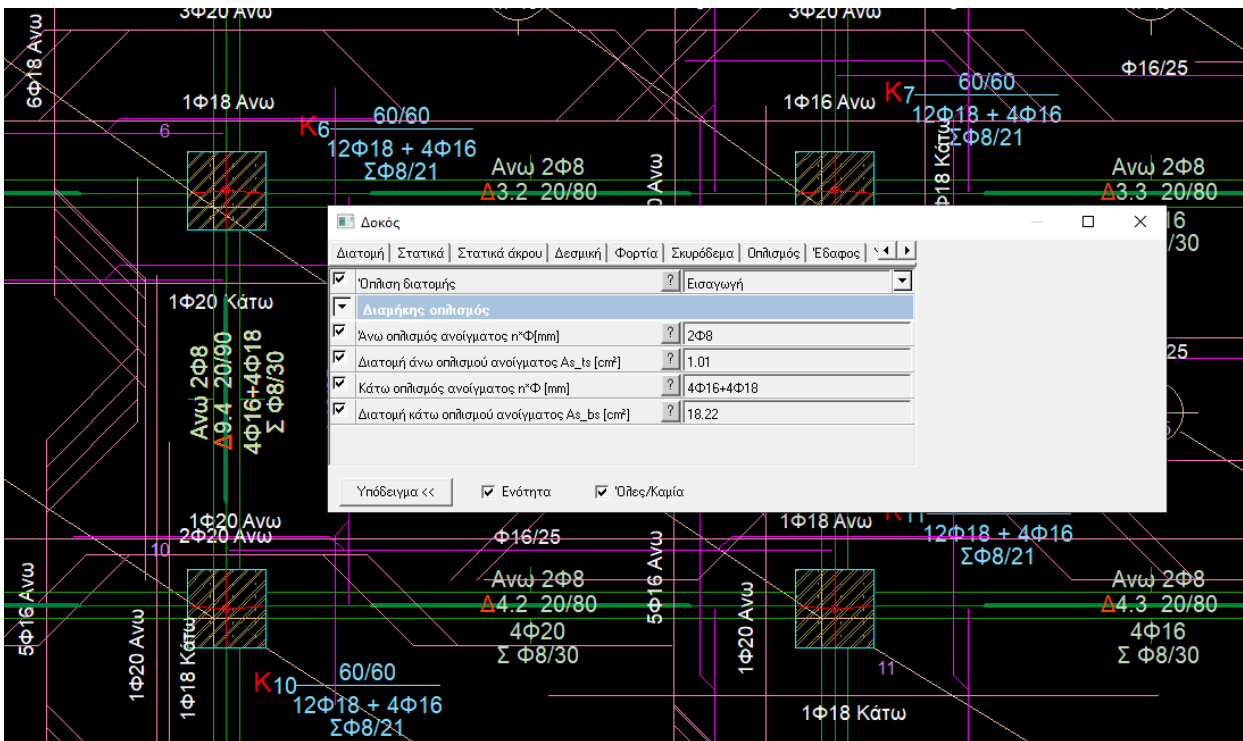 3Φ20 Ανω
3Φ20 Ανω
6Φ18 Ανω
Φ16/25
1Φ18 Ανω
60/60
K6
12Φ18 + 4Φ16
ΣΦ8/21
6
1Φ16 Ανω
K7
60/60
12Φ18 + 4Φ16
ΣΦ8/21
Φ18 Κάτω
Ανω 2Φ8
Δ3.2 20/80
Ανω
Ανω 2Φ8
Δ3.3 20/80
16
/30
Δοκός
Διατομή
Στατικά
Στατικά άκρου
Δεσμική
Φορτία
Σκυρόδεμα
Οπλισμός
Έδαφος
Όπλιση διατομής
?
Εισαγωγή
Διαμήκης οπλισμός
Άνω οπλισμός ανοίγματος n*Φ[mm]
?
2Φ8
Διατομή άνω οπλισμού ανοίγματος As_ts [cm²]
?
1.01
Κάτω οπλισμός ανοίγματος n*Φ [mm]
?
4Φ16+4Φ18
Διατομή κάτω οπλισμού ανοίγματος As_bs [cm²]
?
18.22
Υπόδειγμα <<
Ενότητα
Όλες/Καμία
1Φ20 Κάτω
Ανω 2Φ8
Δ9.4 20/90
4Φ16+4Φ18
Σ Φ8/30
25
1Φ20 Ανω
2Φ20 Ανω
10
Φ16/25
1Φ18 Ανω
K11
12Φ18 + 4Φ16
ΣΦ8/21
5Φ16 Ανω
1Φ20 Ανω
1Φ18 Κάτω
Ανω 2Φ8
Δ4.2 20/80
4Φ20
Σ Φ8/30
5Φ16 Ανω
1Φ20 Ανω
Ανω 2Φ8
Δ4.3 20/80
4Φ16
Σ Φ8/30
K10
60/60
12Φ18 + 4Φ16
ΣΦ8/21
11
1Φ18 Κάτω